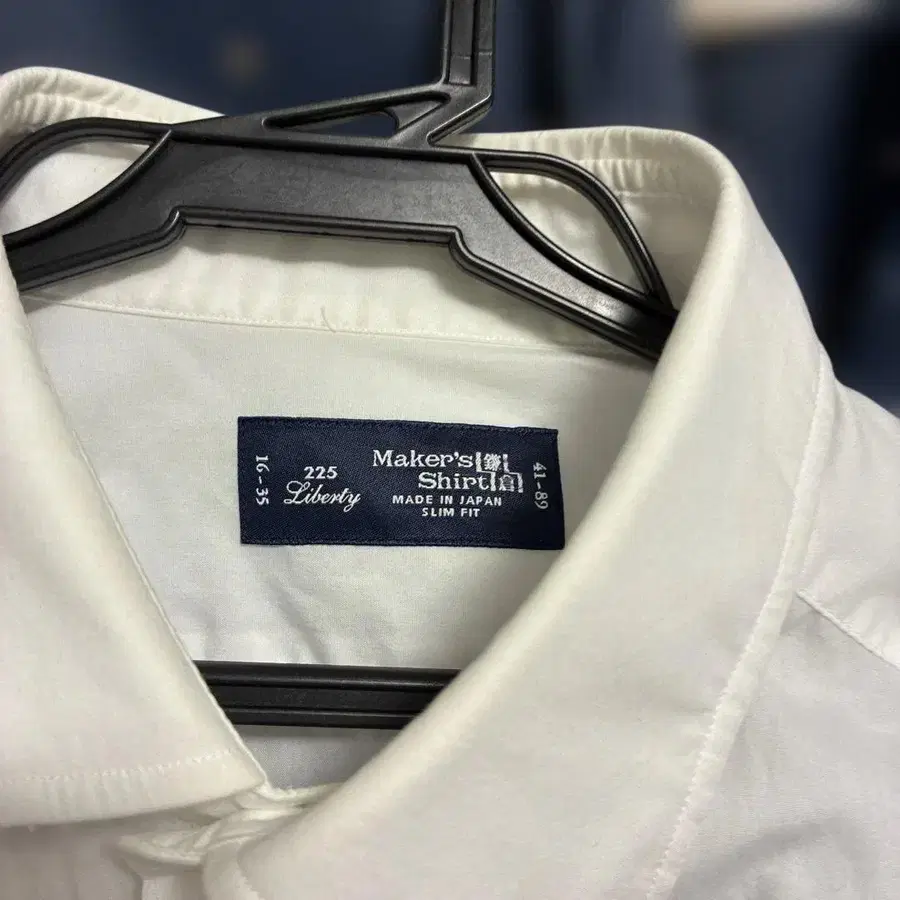 16-35
225
Liberty
Maker's
Shirt
MADE IN JAPAN
SLIM FIT
41-89